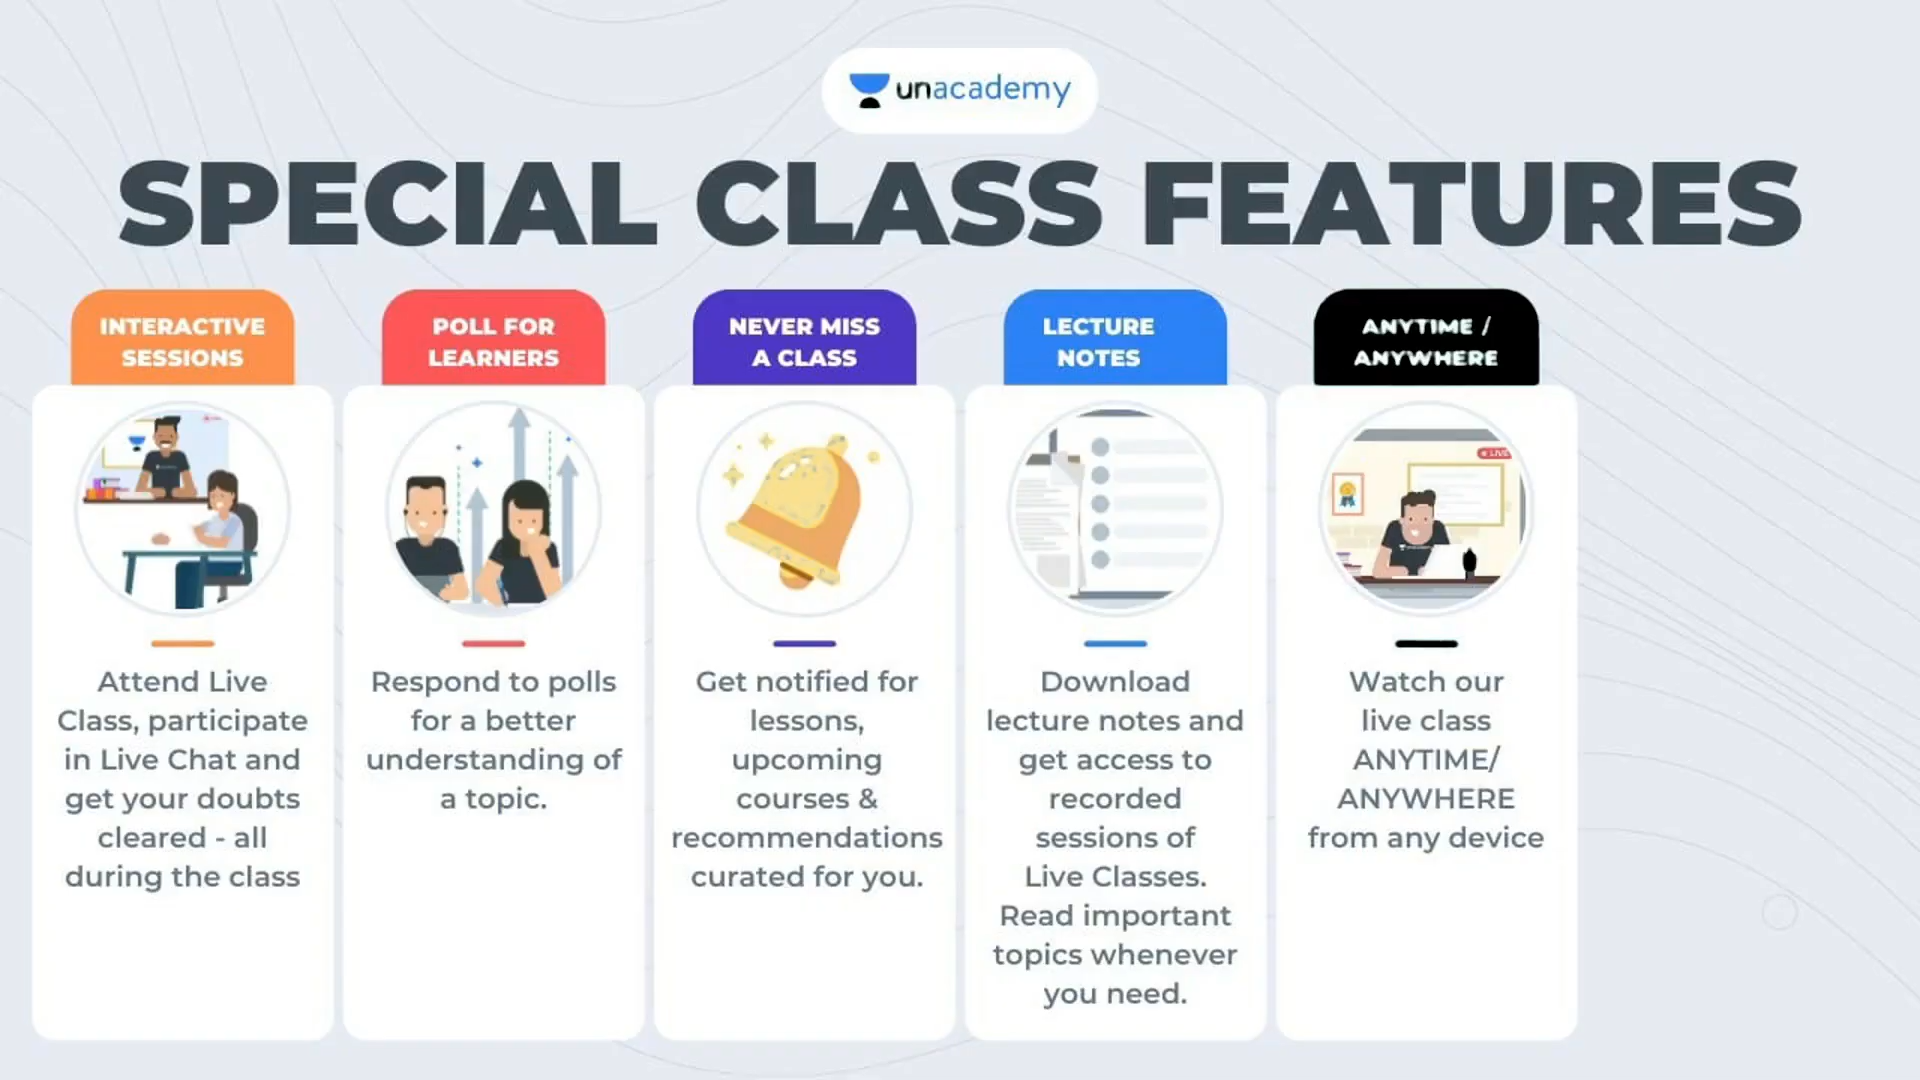 unacademy
SPECIAL CLASS FEATURES
INTERACTIVE
SESSIONS
Attend Live
Class, participate
in Live Chat and
get your doubts
cleared - all
during the class
POLL FOR
LEARNERS
Respond to polls
for a better
understanding of
a topic.
NEVER MISS
A CLASS
Get notified for
lessons,
upcoming
courses &
recommendations
curated for you.
LECTURE
NOTES
Download
lecture notes and
get access to
recorded
sessions of
Live Classes.
Read important
topics whenever
you need.
ANYTIME /
ANYWHERE
LIVE
Watch our
live class
ANYTIME/
ANYWHERE
from any device